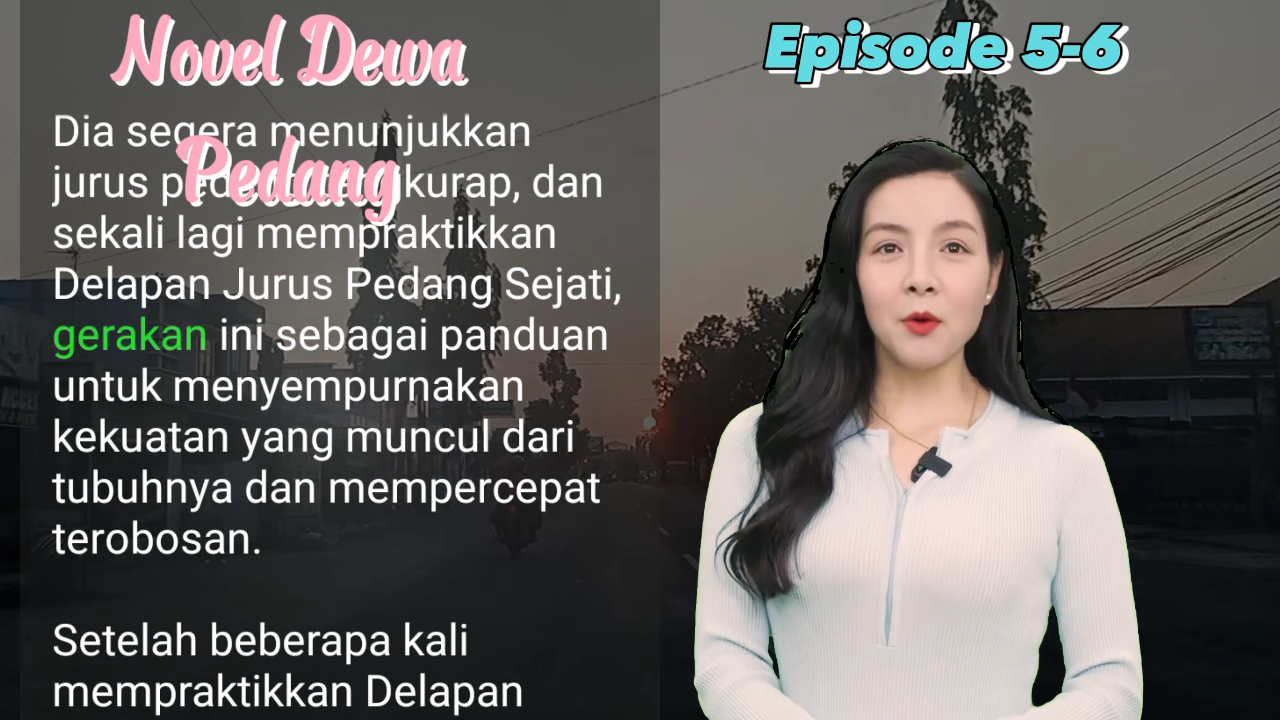 Novel Dewa
Pedang
Episode 5-6
Dia segera menunjukkan
jurus kurap, dan
sekali lagi mempraktikkan
Delapan Jurus Pedang Sejati,
gerakan ini sebagai panduan
untuk menyempurnakan
kekuatan yang muncul dari
tubuhnya dan mempercepat
terobosan.
Setelah beberapa kali
mempraktikkan Delapan